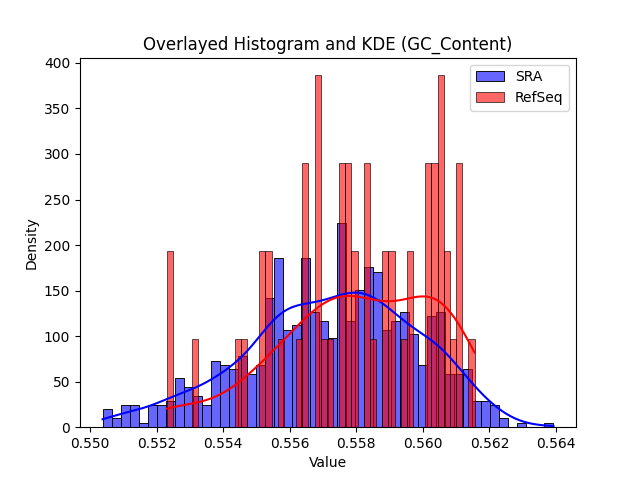 Overlayed Histogram and KDE (GC_Content)
SRA
RefSeq
400
350
300
250
200
150
100
50
0
Density
0.550 0.552 0.554 0.556 0.558 0.560 0.562 0.564
Value